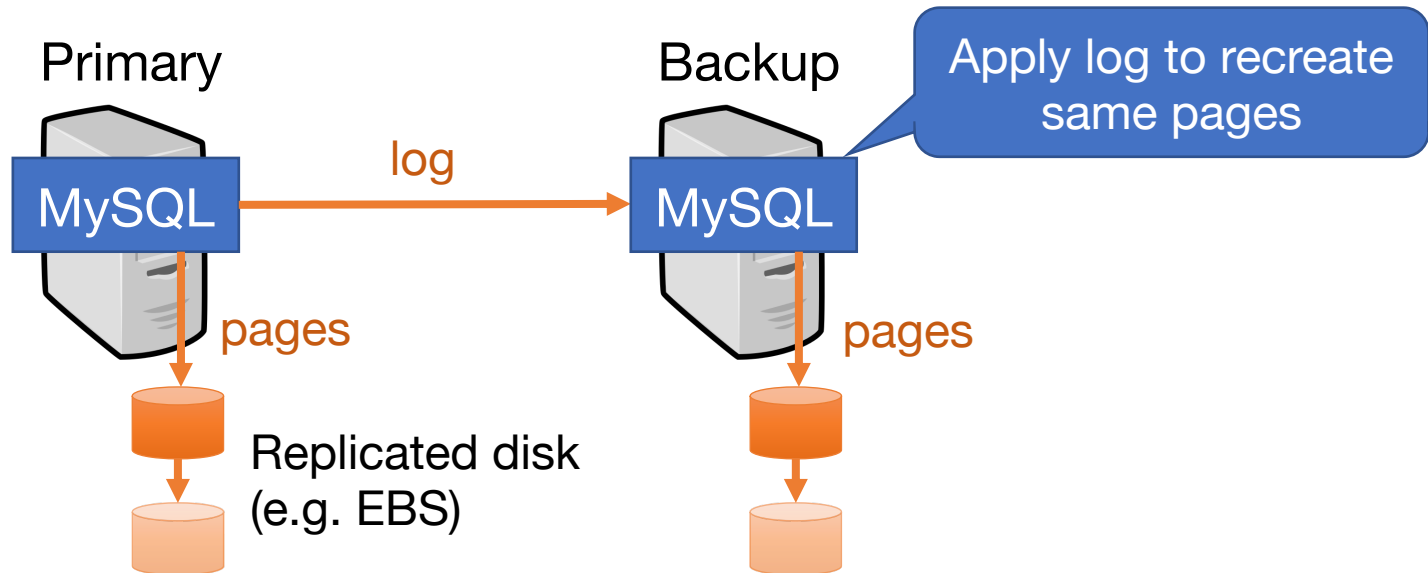 Primary
Backup
Apply log to recreate
same pages
MySQL
log
MySQL
pages
pages
Replicated disk
(e.g. EBS)